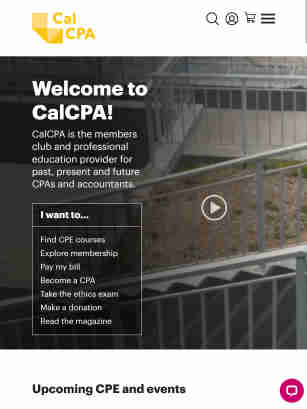 Cal
CPA
Welcome to
CalCPA!
CalCPA is the members
club and professional
education provider for
past, present and future
CPAs and accountants.
I want to...
Find CPE courses
Explore membership
Pay my bill
Become a CPA
Take the ethics exam
Make a donation
Read the magazine
Upcoming CPE and events